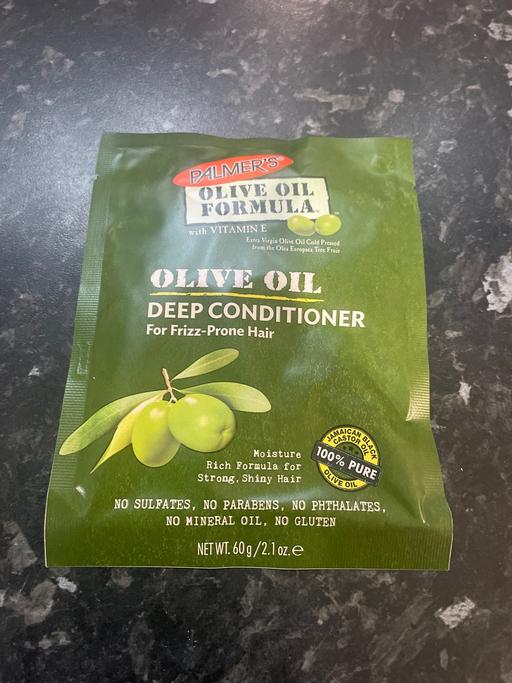 PALMER'S®
OLIVE OIL
FORMULA™
with VITAMIN E
Extra Virgin Olive Oil Cold Pressed
from the Olea Europaea Tree Fruit
OLIVE OIL
DEEP CONDITIONER
For Frizz-Prone Hair
Moisture
Rich Formula for
Strong, Shiny Hair
JAMAICAN BLACK
CASTOR OIL
100% PURE
OLIVE OIL
NO SULFATES, NO PARABENS, NO PHTHALATES,
NO MINERAL OIL, NO GLUTEN
NET WT. 60g/2.1 oz. ℮